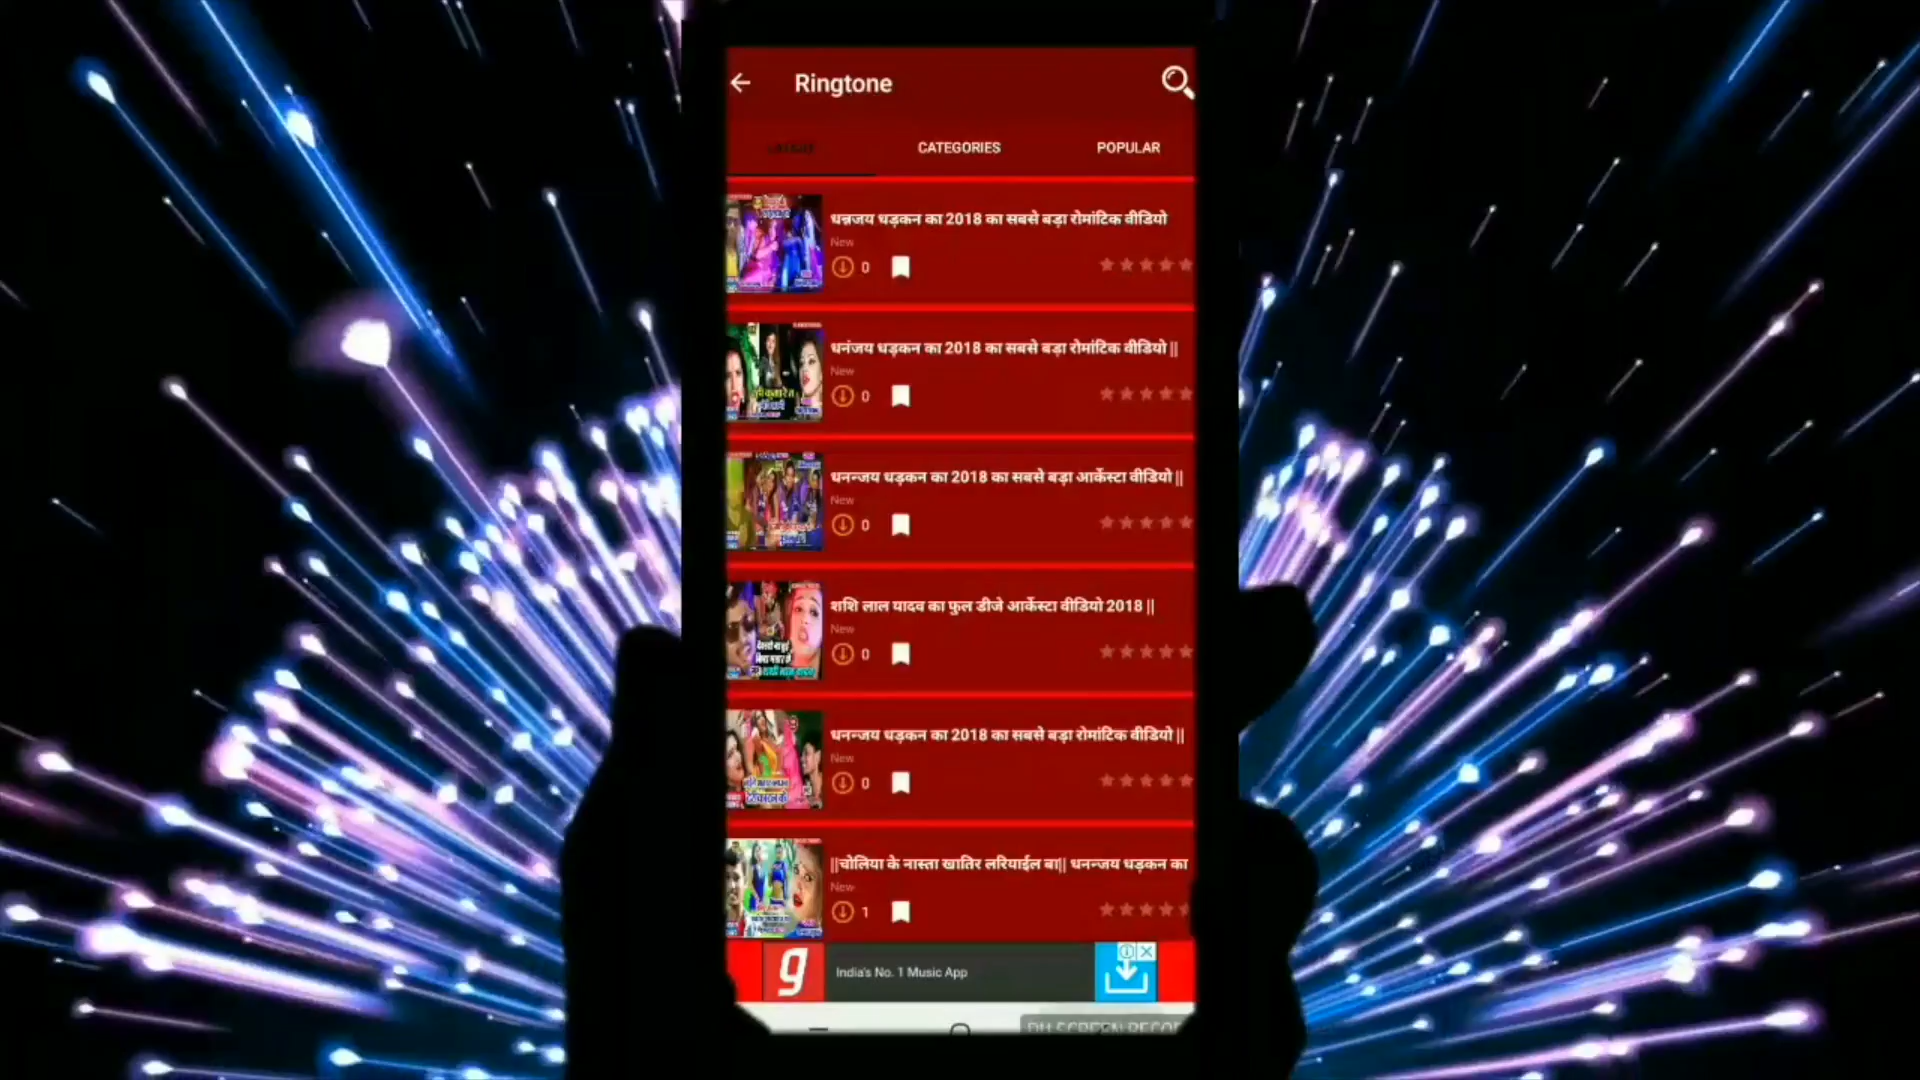 Ringtone
CATEGORIES
POPULAR
धन्नजय धड़कन का 2018 का सबसे बड़ा रोमांटिक वीडियो
New
0
धनंजय धड़कन का 2018 का सबसे बड़ा रोमांटिक वीडियो ||
New
0
धनन्जय धड़कन का 2018 का सबसे बड़ा आर्केस्टा वीडियो ||
New
0
शशि लाल यादव का फुल डीजे आर्केस्टा वीडियो 2018 ||
New
0
धनन्जय धड़कन का 2018 का सबसे बड़ा रोमांटिक वीडियो ||
New
0
||चोलिया के नास्ता खातिर लरियाईल बा|| धनन्जय धड़कन का
New
1
g
India's No. 1 Music App